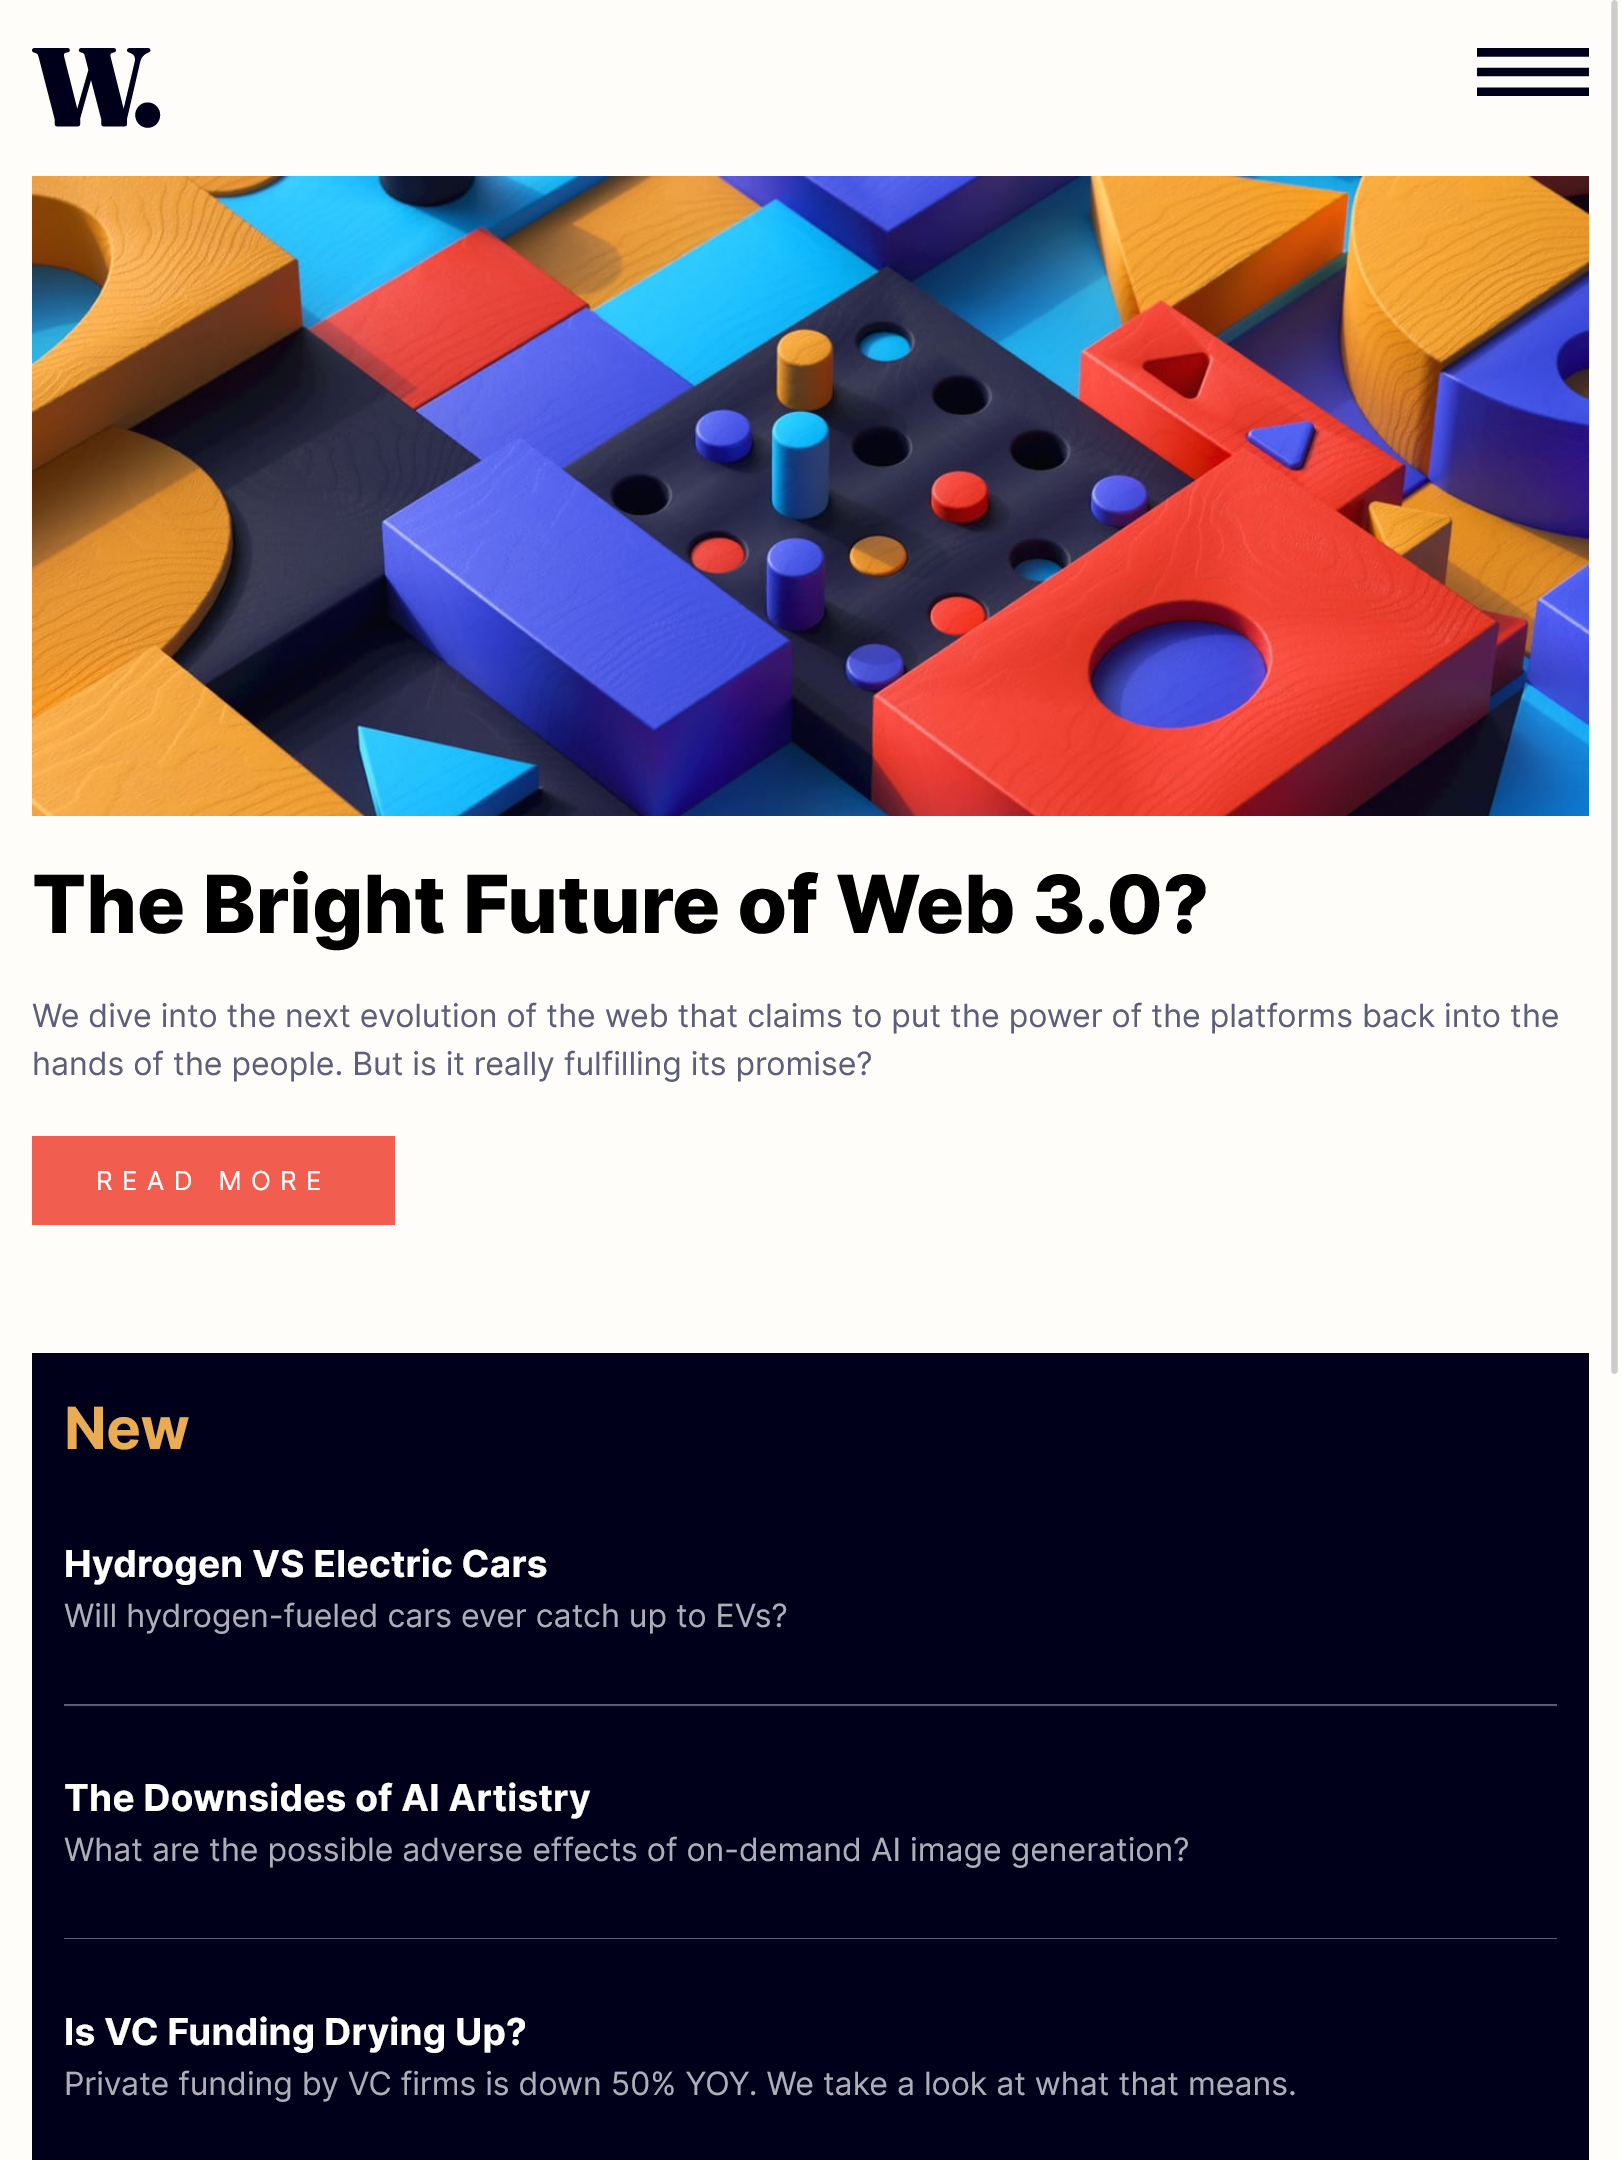 W.
The Bright Future of Web 3.0?
We dive into the next evolution of the web that claims to put the power of the platforms back into the
hands of the people. But is it really fulfilling its promise?
READ MORE
New
Hydrogen VS Electric Cars
Will hydrogen-fueled cars ever catch up to EVs?
The Downsides of AI Artistry
What are the possible adverse effects of on-demand AI image generation?
Is VC Funding Drying Up?
Private funding by VC firms is down 50% YOY. We take a look at what that means.